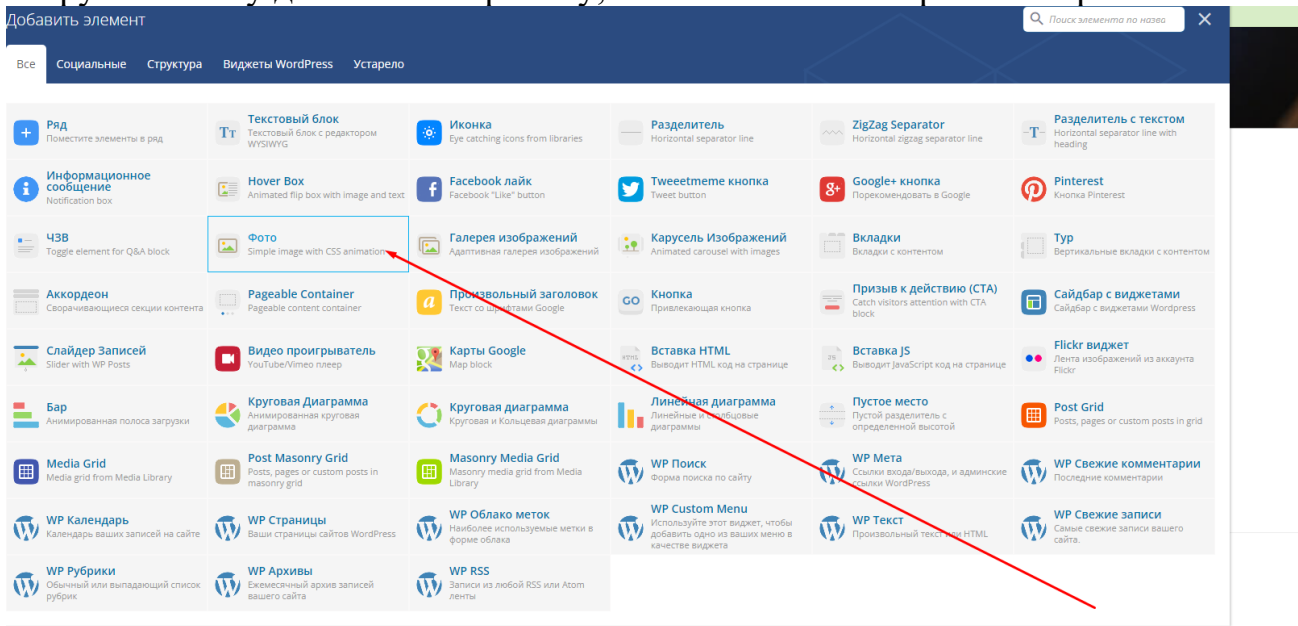 Добавить элемент
Поиск элемента по назва
Все Социальные Структура Виджеты WordPress Устарело
Ряд
Поместите элементы в ряд
Текстовый блок
Текстовый блок с редактором
WYSIWYG
Иконка
Eye catching icons from libraries
Разделитель
Horizontal separator line
ZigZag Separator
Horizontal zigzag separator line
Разделитель с текстом
Horizontal separator line with
heading
Информационное
сообщение
Notification box
Hover Box
Animated flip box with image and text
Facebook лайк
Facebook "Like" button
Tweeetmeme кнопка
Tweet button
Google+ кнопка
Порекомендовать в Google
Pinterest
Кнопка Pinterest
ЧЗВ
Toggle element for Q&A block
Фото
Simple image with CSS animation
Галерея изображений
Адаптивная галерея изображений
Карусель Изображений
Animated carousel with images
Вкладки
Вкладки с контентом
Тур
Вертикальные вкладки с контентом
Аккордеон
Сворачивающиеся секции контента
Pageable Container
Pageable content container
Произвольный заголовок
Текст со шрифтами Google
GO
Кнопка
Привлекающая кнопка
Призыв к действию (CTA)
Catch visitors attention with CTA
block
Сайдбар с виджетами
Сайдбар с виджетами Wordpress
Слайдер Записей
Slider with WP Posts
Видео проигрыватель
YouTube/Vimeo плеер
Карты Google
Map block
Вставка HTML
Выводит HTML код на странице
Вставка JS
Выводит JavaScript код на странице
Flickr виджет
Лента изображений из аккаунта
Flickr
Бар
Анимированная полоса загрузки
Круговая Диаграмма
Анимированная круговая
диаграмма
Круговая диаграмма
Круговая и Кольцевая диаграммы
Линейная диаграмма
Линейные и столбцовые
диаграммы
Пустое место
Пустой разделитель с
определенной высотой
Post Grid
Posts, pages or custom posts in grid
Media Grid
Media grid from Media Library
Post Masonry Grid
Posts, pages or custom posts in
masonry grid
Masonry Media Grid
Masonry media grid from Media
Library
WP Поиск
Форма поиска по сайту
WP Мета
Ссылки входа/выхода, и админские
ссылки WordPress
WP Свежие комментарии
Последние комментарии
WP Календарь
Календарь ваших записей на сайте
WP Страницы
Ваши страницы сайтов WordPress
WP Облако меток
Наиболее используемые метки в
форме облака
WP Custom Menu
Используйте этот виджет, чтобы
добавить одно из ваших меню в
качестве виджета
WP Текст
Произвольный текст или HTML
WP Свежие записи
Самые свежие записи вашего
сайта.
WP Рубрики
Обычный или выпадающий список
рубрик
WP Архивы
Ежемесячный архив записей
вашего сайта
WP RSS
Записи из любой RSS или Atom
ленты